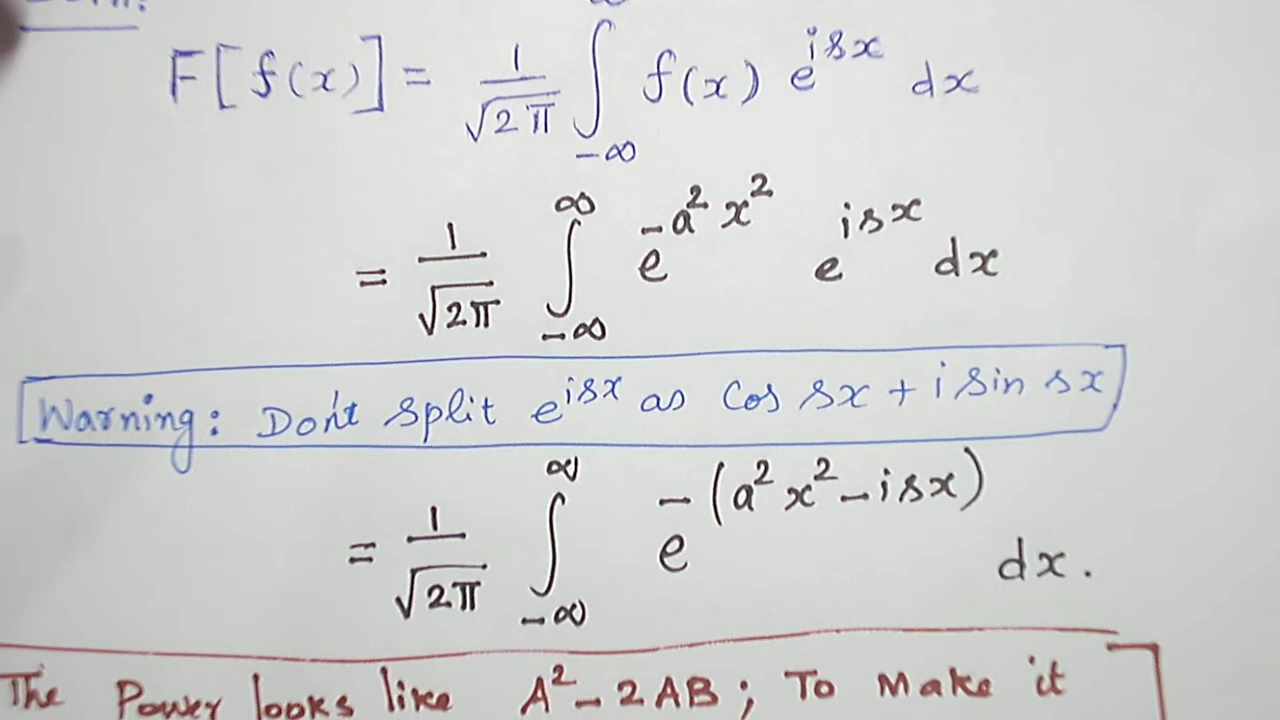 F[f(x)] = 1/√2π ∫_{-∞} f(x) e^{isx} dx
= 1/√2π ∫_{-∞}^{∞} e^{-a²x²} e^{isx} dx
Warning: Don't split e^{isx} as Cos sx + i sin sx
= 1/√2π ∫_{-∞}^{∞} e^{-(a²x²-isx)} dx.
The Power looks like A²-2AB; To Make it